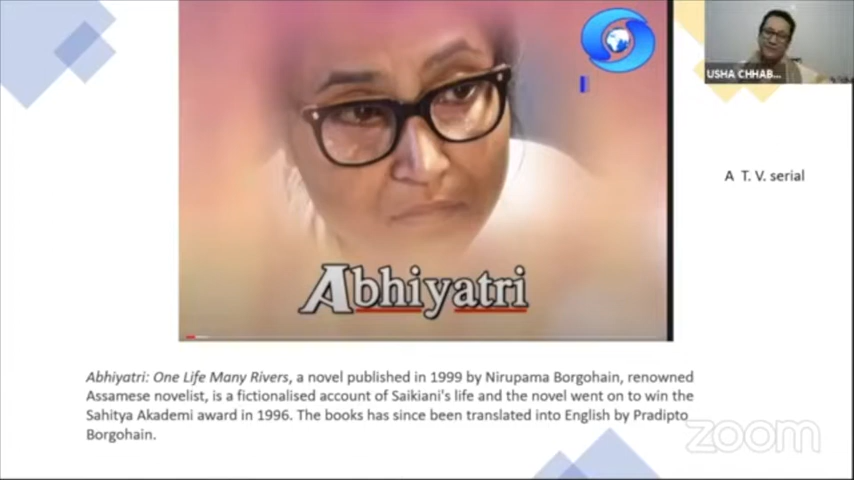 USHA CHHAB...
A T. V. serial
Abhiyatri
Abhiyatri: One Life Many Rivers, a novel published in 1999 by Nirupama Borgohain, renowned
Assamese novelist, is a fictionalised account of Saikiani's life and the novel went on to win the
Sahitya Akademi award in 1996. The books has since been translated into English by Pradipto
Borgohain.
zoom